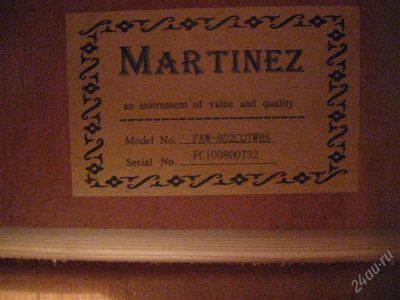 MARTINEZ
an instrument of value and quality
Model No. FAW-802CQTWRS
Serial No. FC100800732
24au.ru